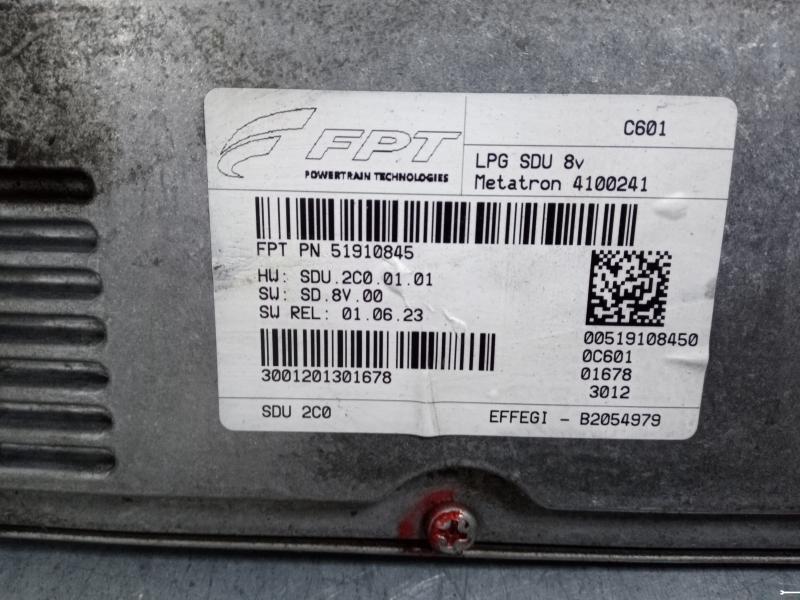 FPT
POWERTRAIN TECHNOLOGIES
C601
LPG SDU 8v
Metatron 4100241
FPT PN 51910845
HW: SDU.2C0.01.01
SW: SD.8V.00
SW REL: 01.06.23
3001201301678
00519108450
0C601
01678
3012
SDU 2C0
EFFEGI - B2054979